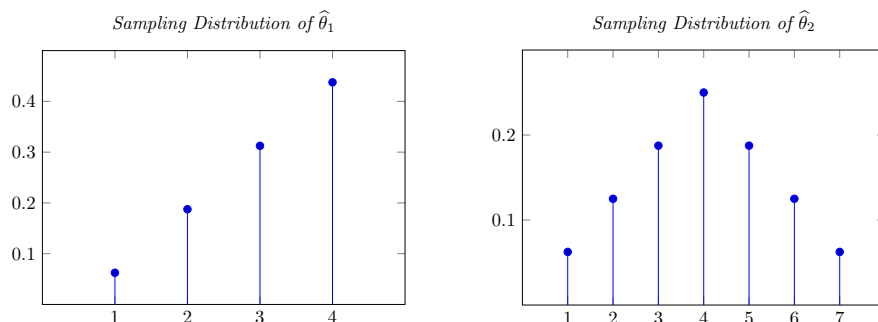 Sampling Distribution of θ̂₁
0.4
0.3
0.2
0.1
1 2 3 4
Sampling Distribution of θ̂₂
0.2
0.1
1 2 3 4 5 6 7